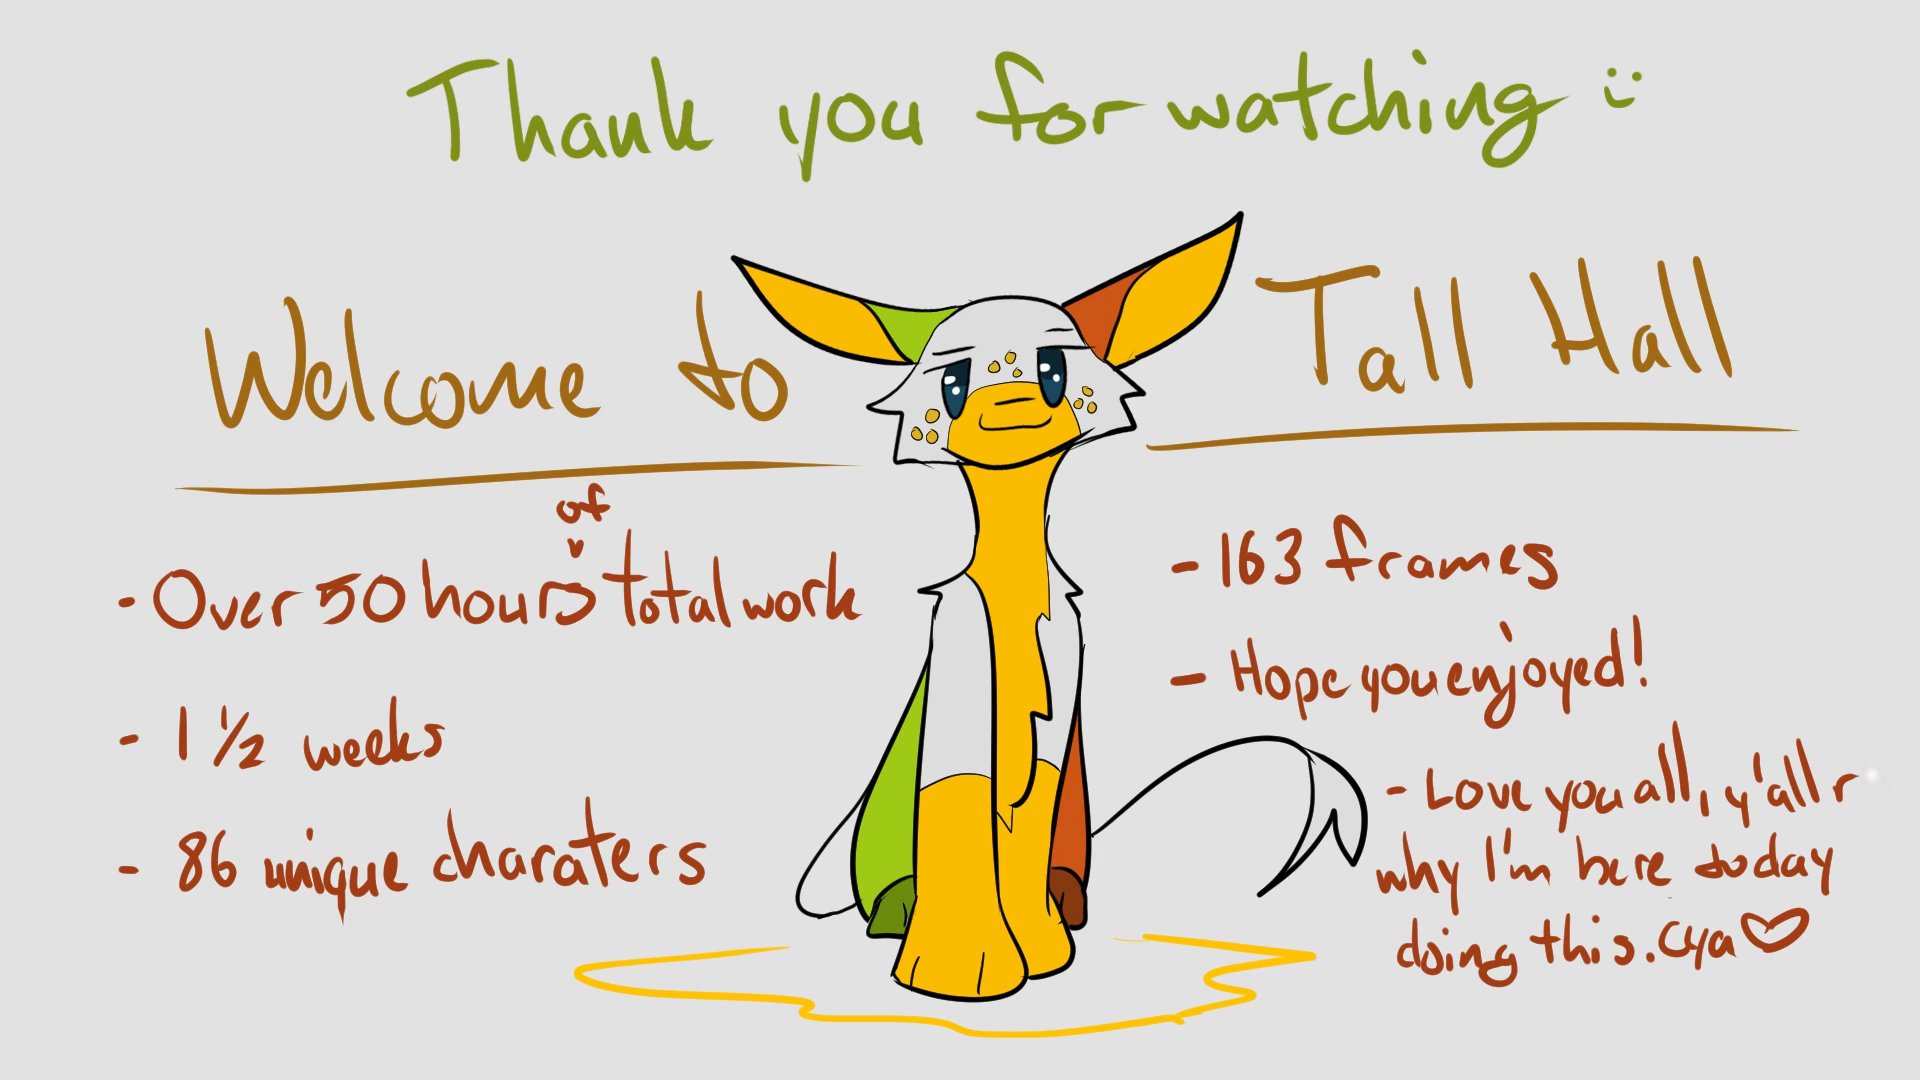 Thank you for watching :)
Welcome to Tall Hall
- Over 50 hours of total work
- 1 1/2 weeks
- 86 unique charaters
- 163 frames
- Hope you enjoyed!
- Love you all, y'all r
why I'm here today
doing this. Cya ♡